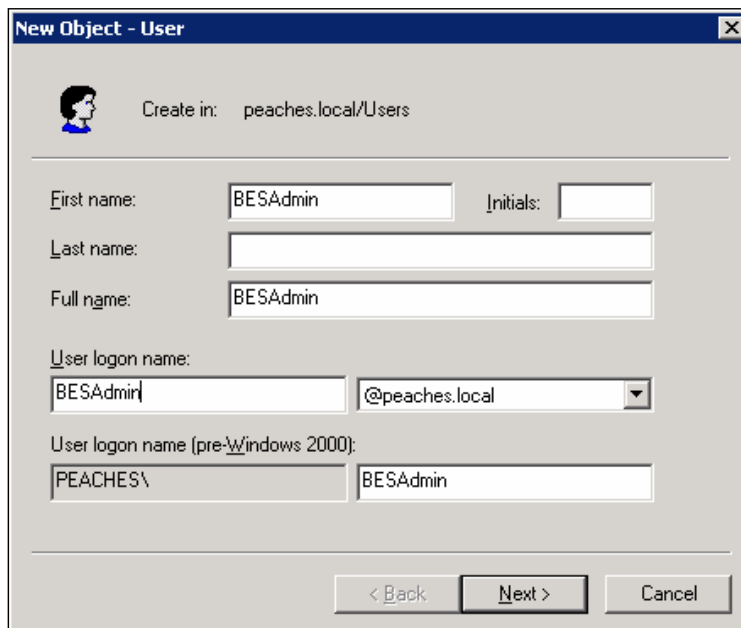 New Object - User
Create in: peaches.local/Users
First name: BESAdmin Initials:
Last name:
Full name: BESAdmin
User logon name:
BESAdmin @peaches.local
User logon name (pre-Windows 2000):
PEACHES\ BESAdmin
< Back Next > Cancel